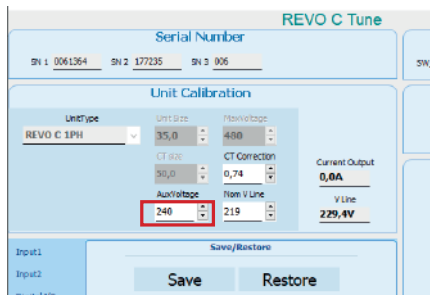 REVO C Tune
Serial Number
SN 1 0061364 SN 2 177235 SN 3 006
SW
Unit Calibration
UnitType Unit Size MaxVoltage
REVO C 1PH 35,0 480
CT size CT Correction
50,0 0,74
Current Output
0,0A
AuxVoltage Nom V Line
240 219
V Line
229,4V
Input1
Save/Restore
Input2
Save Restore